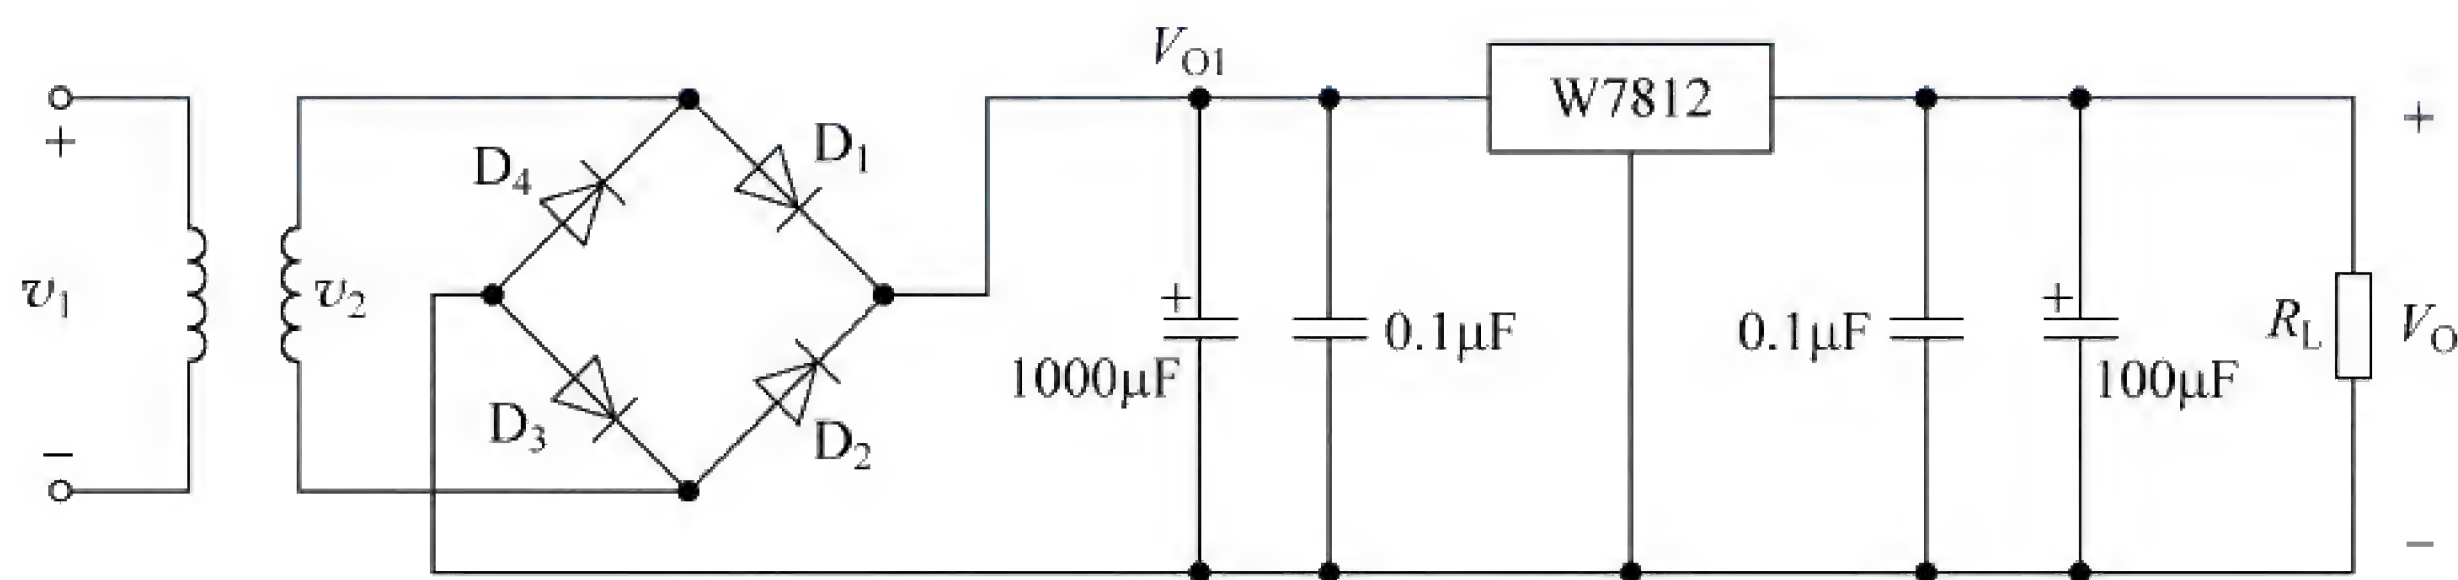 V_O1
W7812
+
+
D_4
D_1
v_1
v_2
+
0.1μF
1000μF
0.1μF
+
100μF
R_L
V_O
D_3
D_2
−
−